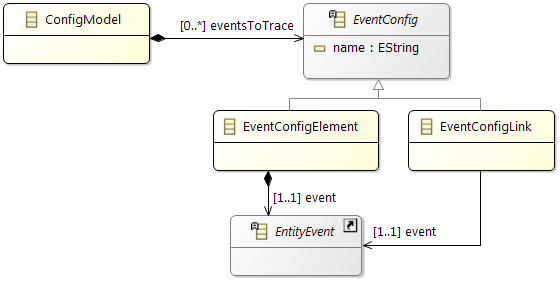 ConfigModel
[0..*] eventsToTrace
EventConfig
name : EString
EventConfigElement
EventConfigLink
[1..1] event
EntityEvent
[1..1] event